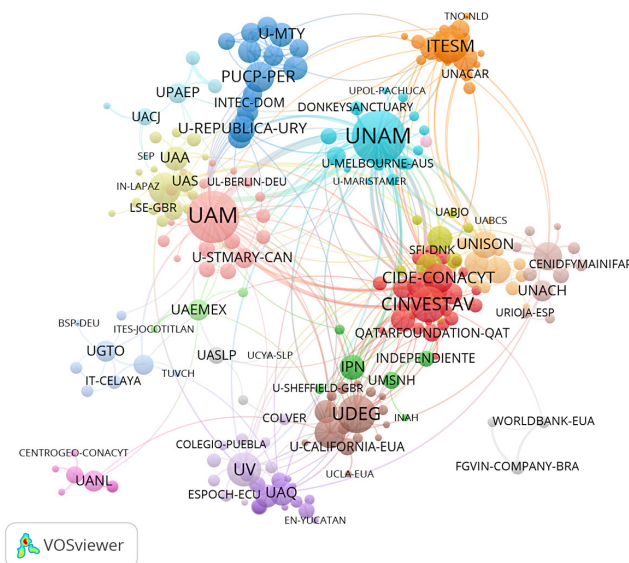 TNO-NLD
U-MTY
ITESM
PUCP-PER
UNACAR
UPAEP
UPOL-PACHUCA
INTEC-DOM
DONKEYSANCTUARY
UACJ
U-REPUBLICA-URY
UNAM
SEP
UAA
U-MELBOURNE-AUS
IN-LAPAZ
UAS
UL-BERLIN-DEU
U-MARISTAMER
LSE-GBR
UAM
UABJO
UABCS
SFI-DNK
UNISON
U-STMARY-CAN
CENIDFYMAINIFAP
CIDE-CONACYT
UNACH
CINVESTAV
UAEMEX
URIOJA-ESP
BSP-DEU
ITES-JOCOTITLAN
QATARFOUNDATION-QAT
UGTO
UASLP
UCYA-SLP
INDEPENDIENTE
IPN
TUVCH
IT-CELAYA
UMSNH
U-SHEFFIELD-GBR
UDEG
COLVER
INAH
WORLDBANK-EUA
COLEGIO-PUEBLA
U-CALIFORNIA-EUA
CENTROGEO-CONACYT
UV
FGVIN-COMPANY-BRA
UANL
UCLA-EUA
ESPOCH-ECU
UAQ
EN-YUCATAN
VOSviewer